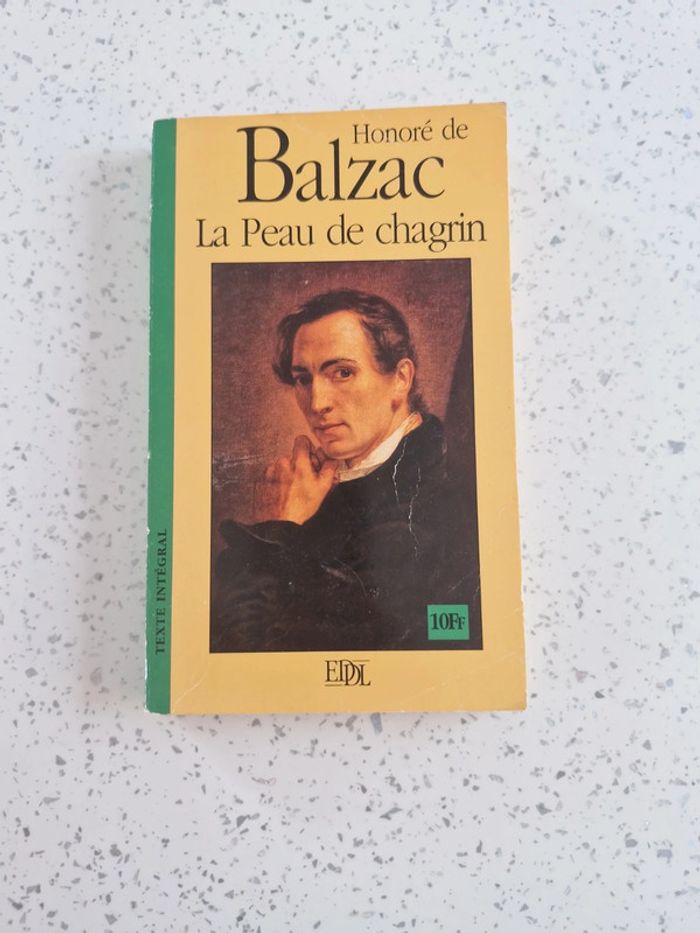 Honoré de
Balzac
La Peau de chagrin
TEXTE INTÉGRAL
10FF
EDDL